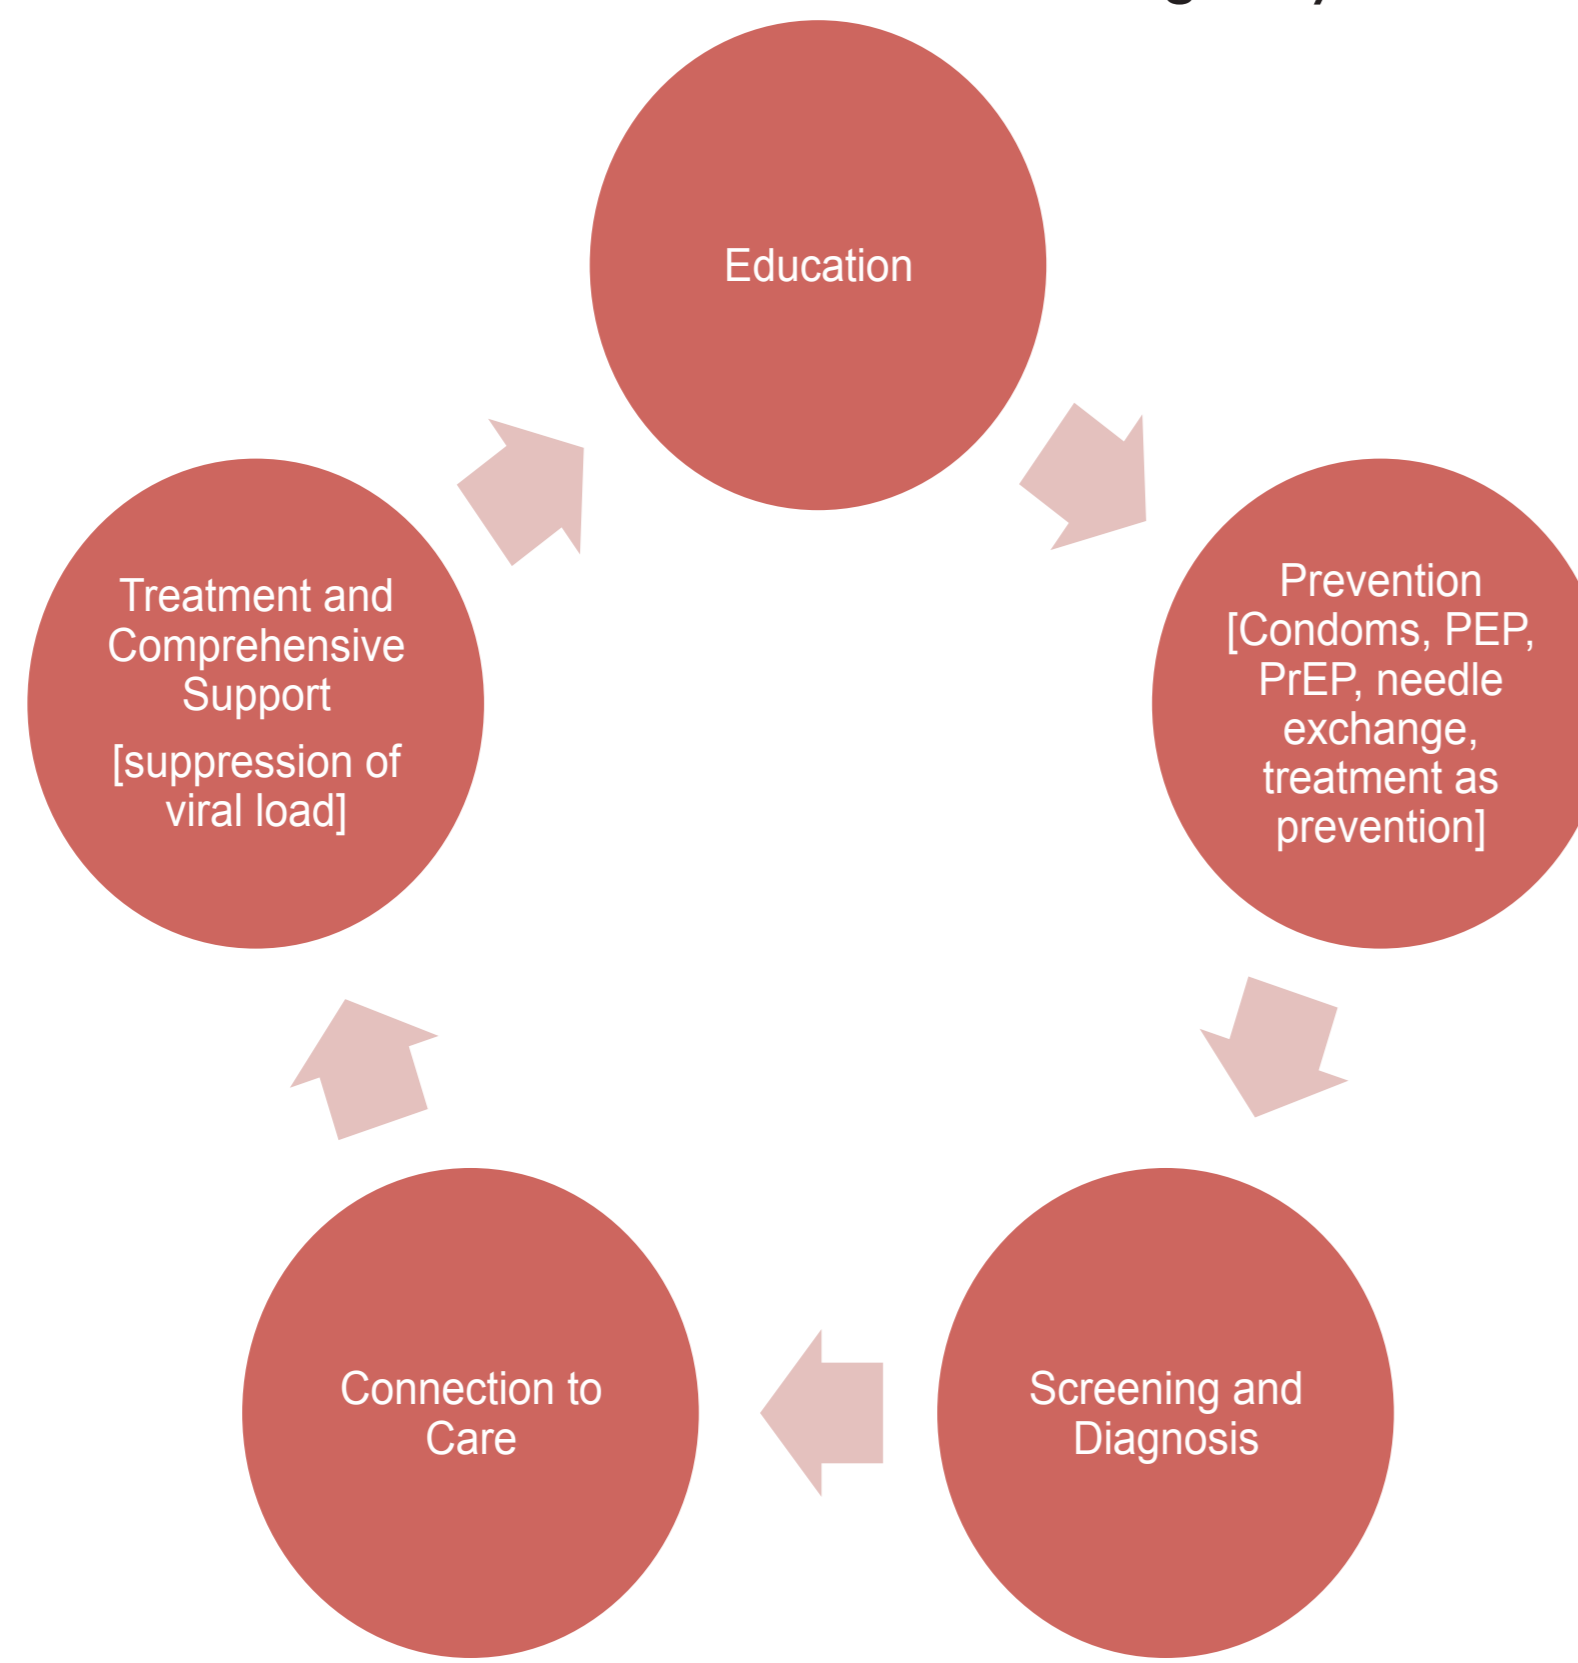 Education
Prevention
[Condoms, PEP,
PrEP, needle
exchange,
treatment as
prevention]
Screening and
Diagnosis
Connection to
Care
Treatment and
Comprehensive
Support
[suppression of
viral load]